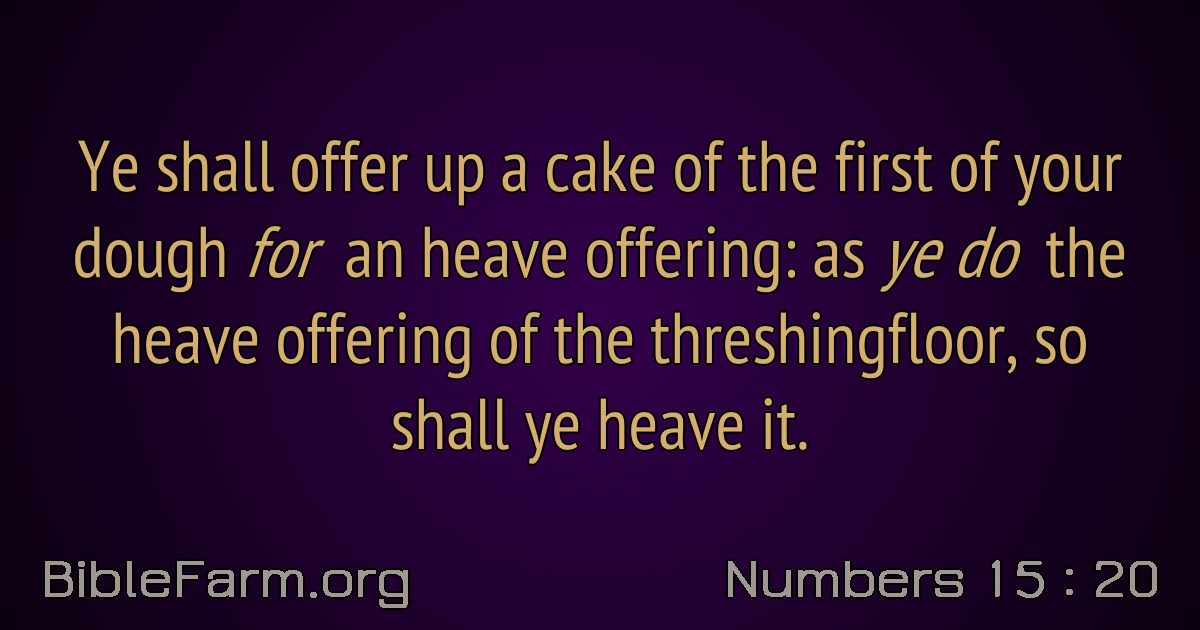 Ye shall offer up a cake of the first of your
dough for an heave offering: as ye do the
heave offering of the threshingfloor, so
shall ye heave it.
BibleFarm.org
Numbers 15 : 20